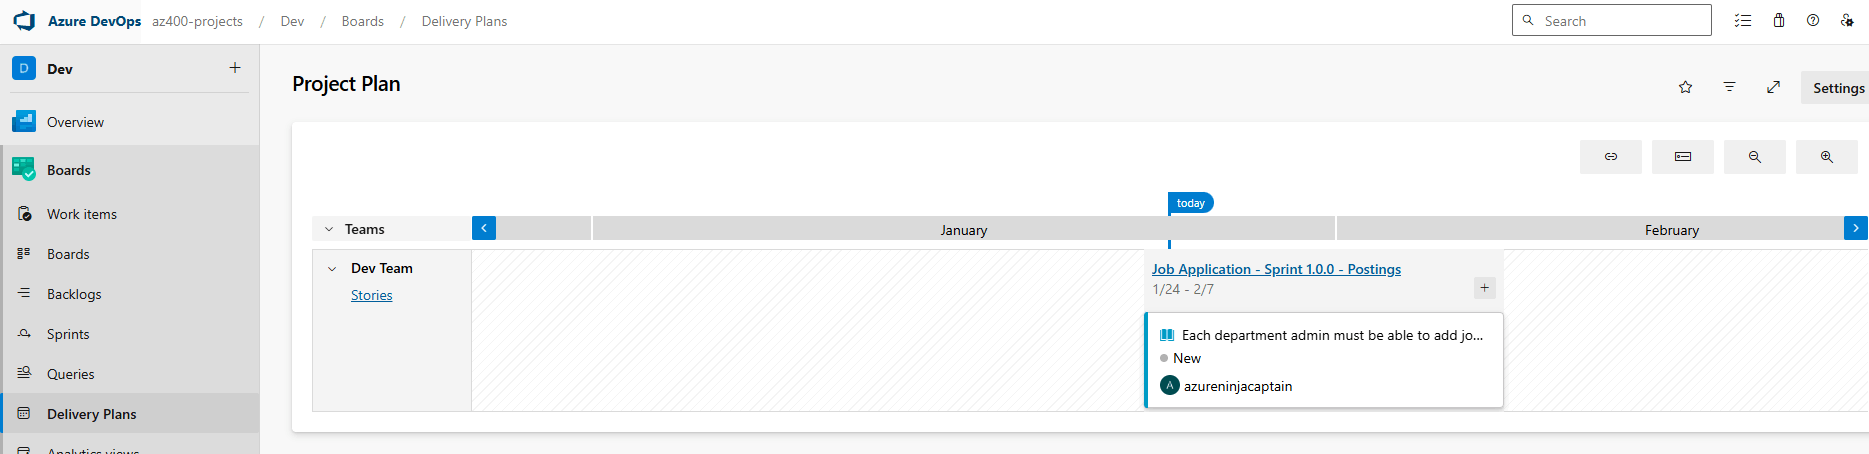 Azure DevOps az400-projects / Dev / Boards / Delivery Plans Search
D Dev +
Overview
Boards
Work items
Boards
Backlogs
Sprints
Queries
Delivery Plans
Analytics views
Project Plan
Settings
today
Teams January February
Dev Team
Stories
Job Application - Sprint 1.0.0 - Postings
1/24 - 2/7
+
Each department admin must be able to add jo...
New
A azureninjacaptain